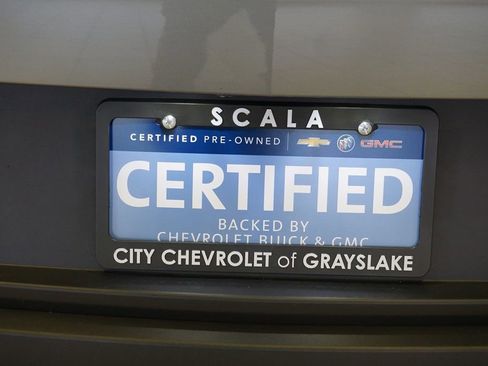 SCALA
CERTIFIED PRE-OWNED GMC
CERTIFIED
BACKED BY
CHEVROLET BUICK & GMC
CITY CHEVROLET of GRAYSLAKE